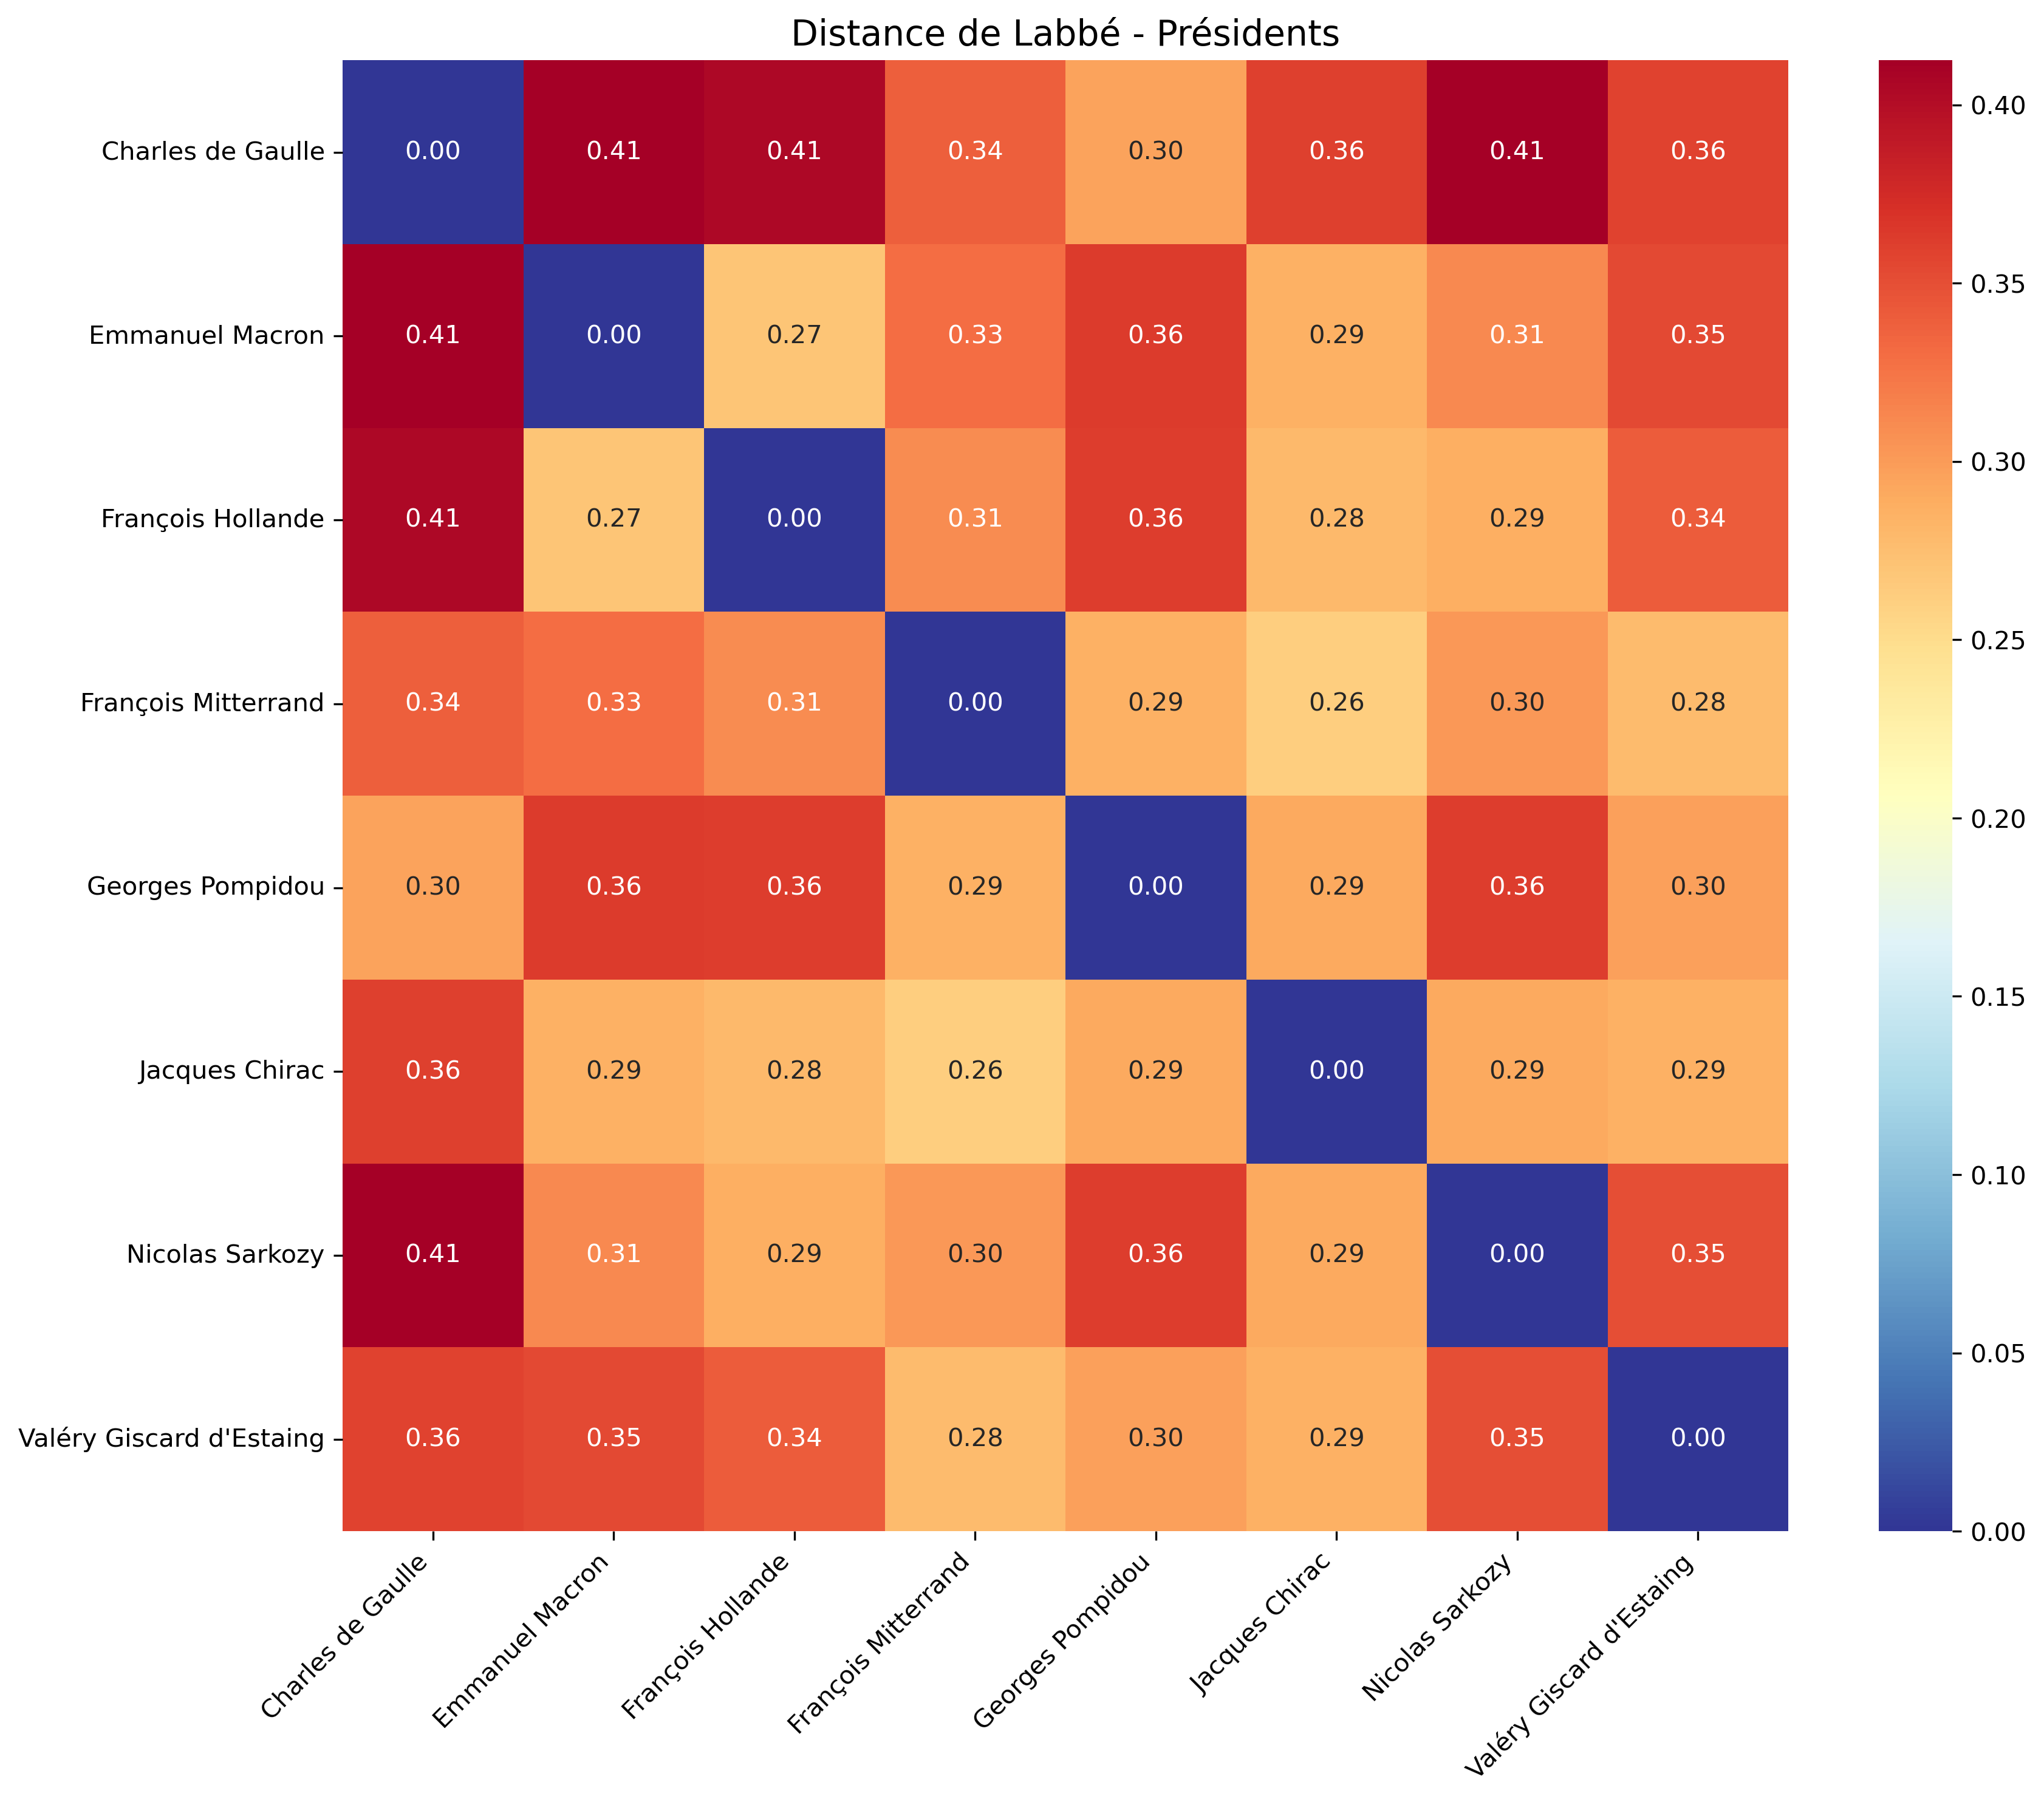 Distance de Labbé - Présidents
Charles de Gaulle 0.00 0.41 0.41 0.34 0.30 0.36 0.41 0.36
Emmanuel Macron 0.41 0.00 0.27 0.33 0.36 0.29 0.31 0.35
François Hollande 0.41 0.27 0.00 0.31 0.36 0.28 0.29 0.34
François Mitterrand 0.34 0.33 0.31 0.00 0.29 0.26 0.30 0.28
Georges Pompidou 0.30 0.36 0.36 0.29 0.00 0.29 0.36 0.30
Jacques Chirac 0.36 0.29 0.28 0.26 0.29 0.00 0.29 0.29
Nicolas Sarkozy 0.41 0.31 0.29 0.30 0.36 0.29 0.00 0.35
Valéry Giscard d'Estaing 0.36 0.35 0.34 0.28 0.30 0.29 0.35 0.00
Charles de Gaulle
Emmanuel Macron
François Hollande
François Mitterrand
Georges Pompidou
Jacques Chirac
Nicolas Sarkozy
Valéry Giscard d'Estaing
0.40
0.35
0.30
0.25
0.20
0.15
0.10
0.05
0.00